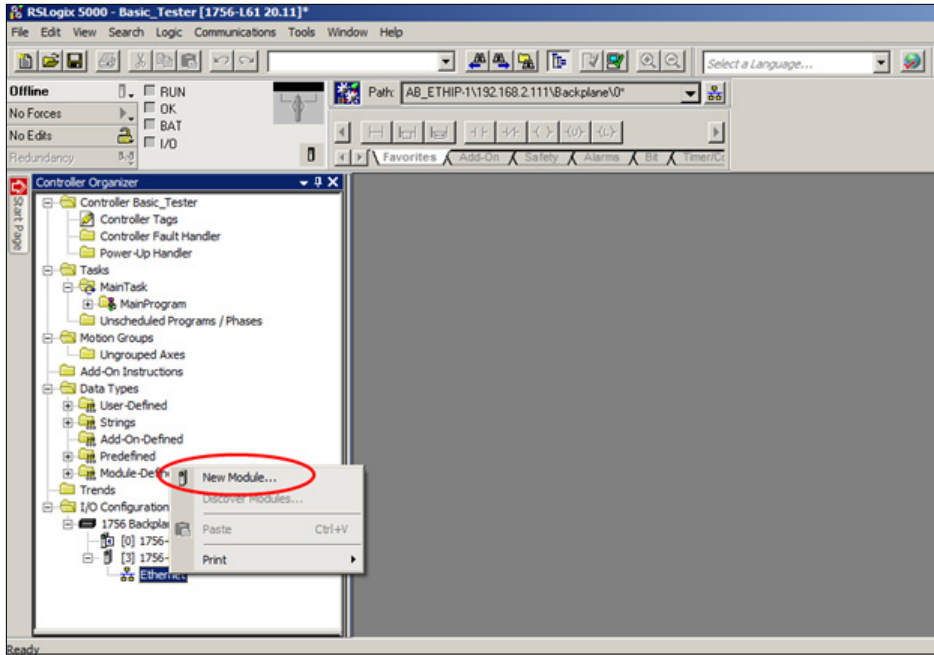 RSLogix 5000 - Basic_Tester [1756-L61 20.11]*
File Edit View Search Logic Communications Tools Window Help
Select a Language...
Offline
RUN
Path: AB_ETHIP-1\192.168.2.111\Backplane\0*
No Forces
OK
No Edits
BAT
Redundancy
I/O
Favorites Add-On Safety Alarms Bit Timer/Co
Start Page
Controller Organizer
Controller Basic_Tester
Controller Tags
Controller Fault Handler
Power-Up Handler
Tasks
MainTask
MainProgram
Unscheduled Programs / Phases
Motion Groups
Ungrouped Axes
Add-On Instructions
Data Types
User-Defined
Strings
Add-On-Defined
Predefined
Module-Def
Trends
I/O Configuration
1756 Backpla
[0] 1756-
[3] 1756-
Ethernet
New Module...
Discover Modules...
Paste Ctrl+V
Print
Ready